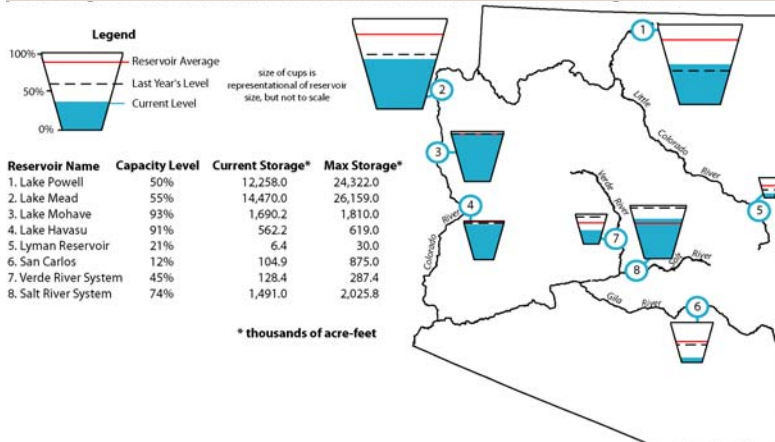 Legend
100%
50%
0%
Reservoir Average
Last Year's Level
Current Level
size of cups is
representational of reservoir
size, but not to scale
Reservoir Name Capacity Level Current Storage* Max Storage*
1. Lake Powell 50% 12,258.0 24,322.0
2. Lake Mead 55% 14,470.0 26,159.0
3. Lake Mohave 93% 1,690.2 1,810.0
4. Lake Havasu 91% 562.2 619.0
5. Lyman Reservoir 21% 6.4 30.0
6. San Carlos 12% 104.9 875.0
7. Verde River System 45% 128.4 287.4
8. Salt River System 74% 1,491.0 2,025.8
* thousands of acre-feet
1
2
3
4
5
6
7
8
Little
Colorado
River
Verde
River
Colorado
River
Salt
River
Gila
River